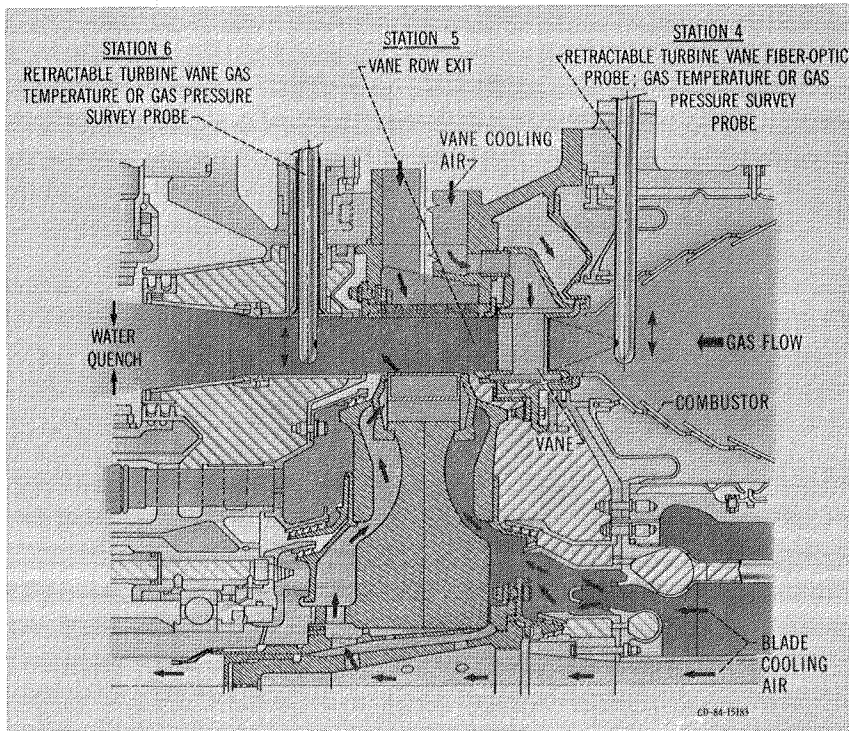 STATION 6
RETRACTABLE TURBINE VANE GAS
TEMPERATURE OR GAS PRESSURE
SURVEY PROBE
STATION 5
VANE ROW EXIT
STATION 4
RETRACTABLE TURBINE VANE FIBER-OPTIC
PROBE; GAS TEMPERATURE OR GAS
PRESSURE SURVEY
PROBE
VANE COOLING
AIR
WATER
QUENCH
GAS FLOW
COMBUSTOR
VANE
BLADE
COOLING
AIR
CD-84-15183